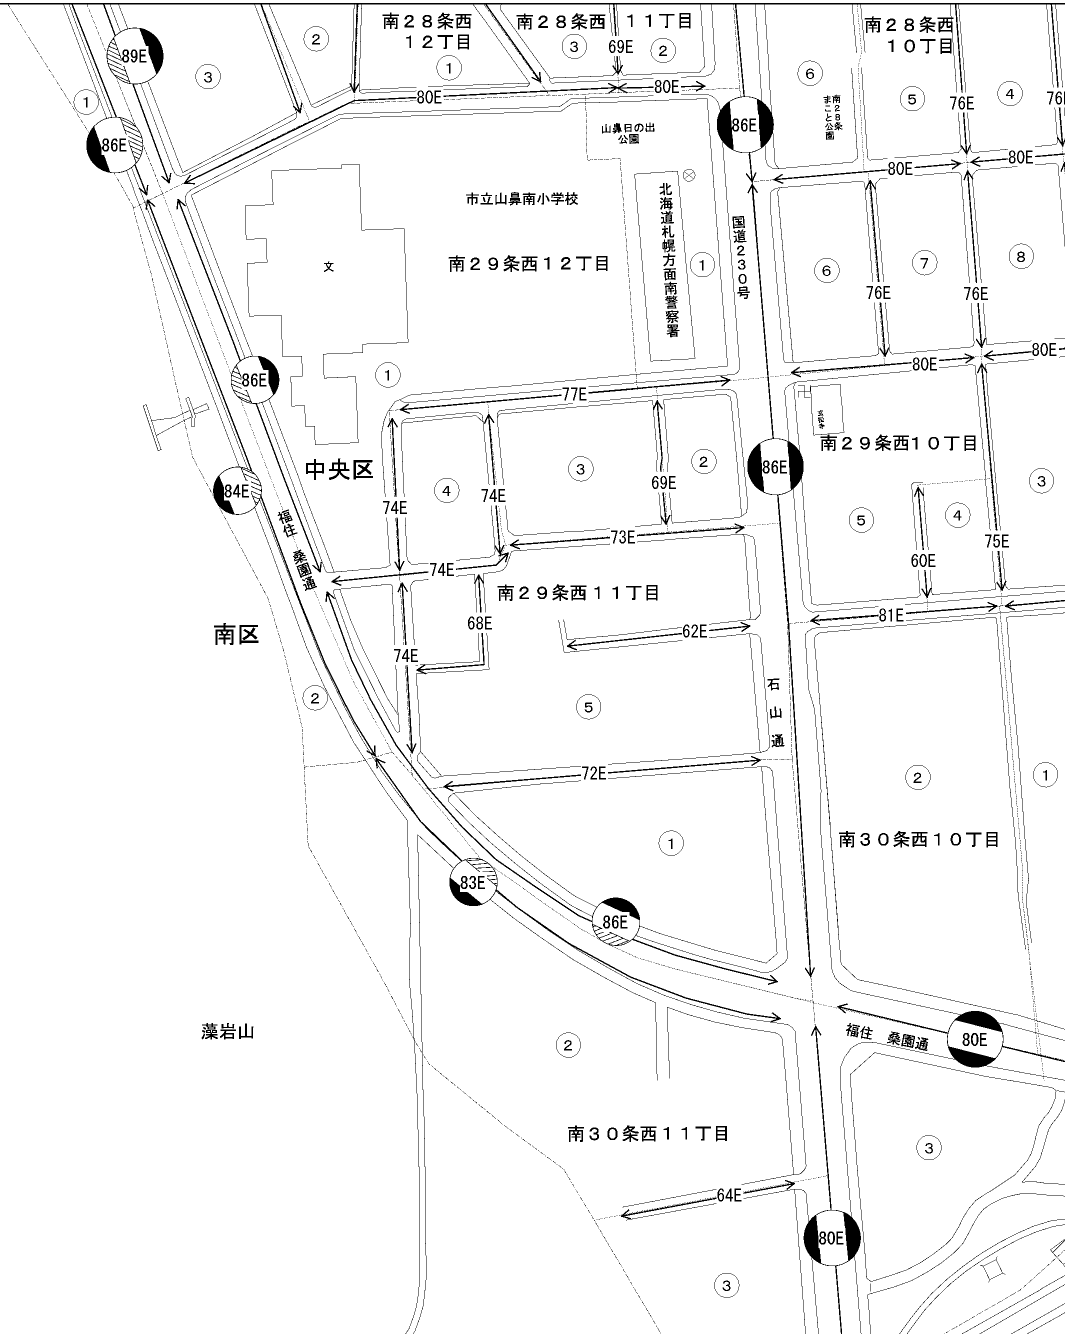 南２８条西
１２丁目
南２８条西　１１丁目
南２８条西
１０丁目
②
③
②
69E
89E
③
①
⑥
①
80E
80E
⑤
76E
④
76E
86E
86E
山鼻日の出
公園
南28条
まこと公園
80E
80E
市立山鼻南小学校
北海道札幌方面南警察署
国道230号
南２９条西１２丁目
①
文
⑥
⑦
⑧
76E
76E
80E
80E
86E
①
77E
中央区
④
③
②
86E
南２９条西１０丁目
③
84E
74E
74E
69E
⑤
④
福住　桑園通
73E
75E
74E
60E
南２９条西１１丁目
81E
68E
62E
南区
74E
②
⑤
石山通
72E
②
①
①
南３０条西１０丁目
83E
86E
藻岩山
②
福住　桑園通
80E
南３０条西１１丁目
③
64E
80E
③